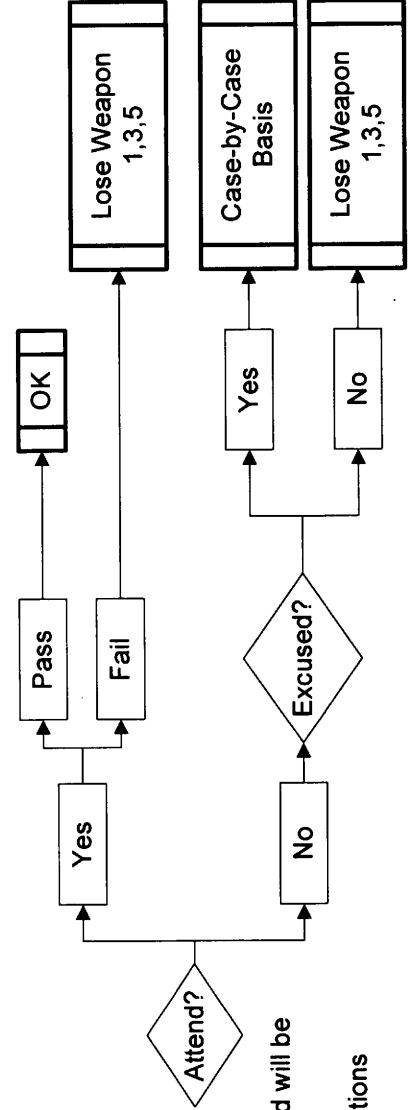 Attend?
Yes
Pass
OK
Fail
Lose Weapon
1,3,5
No
Excused?
Yes
Case-by-Case
Basis
No
Lose Weapon
1,3,5
d will be
tions